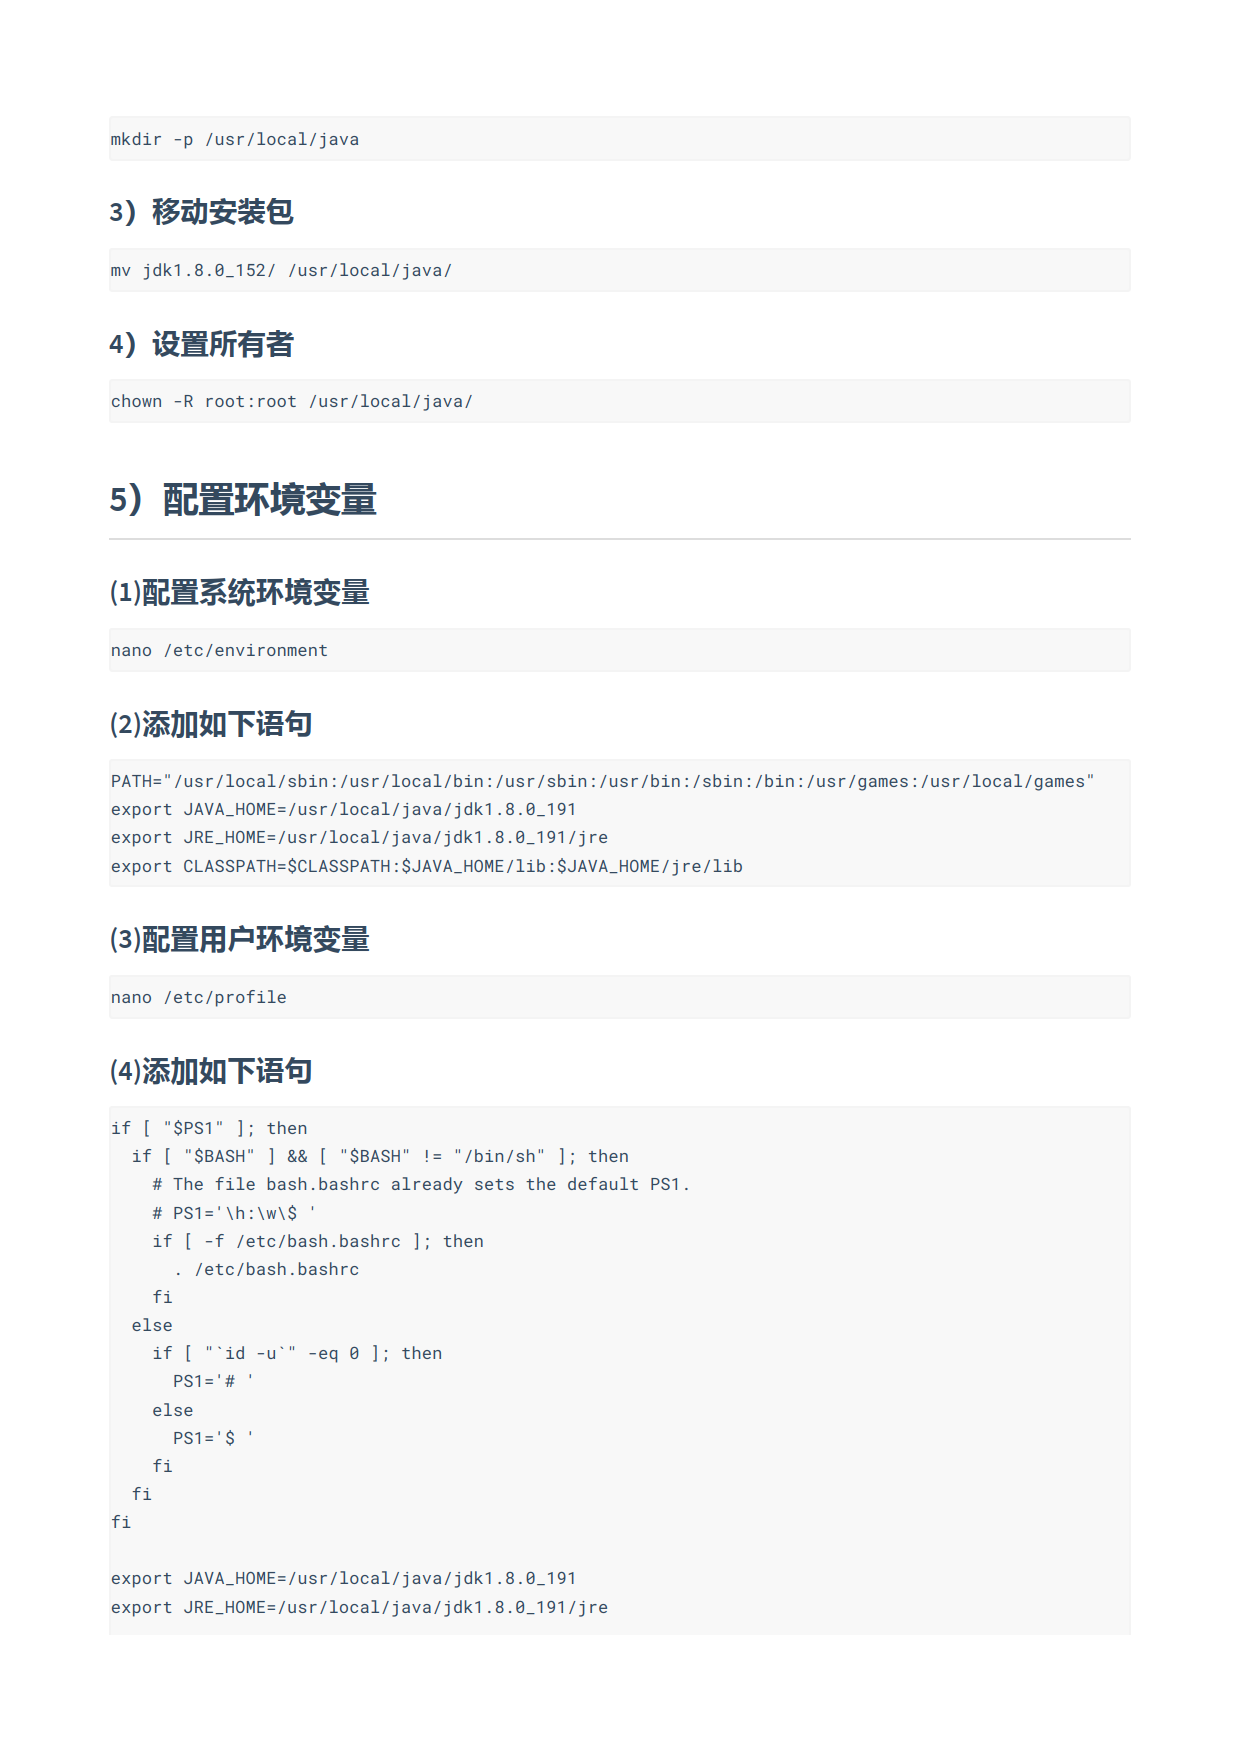 mkdir -p /usr/local/java
3）移动安装包
mv jdk1.8.0_152/ /usr/local/java/
4）设置所有者
chown -R root:root /usr/local/java/
5）配置环境变量
(1)配置系统环境变量
nano /etc/environment
(2)添加如下语句
PATH="/usr/local/sbin:/usr/local/bin:/usr/sbin:/usr/bin:/sbin:/bin:/usr/games:/usr/local/games"
export JAVA_HOME=/usr/local/java/jdk1.8.0_191
export JRE_HOME=/usr/local/java/jdk1.8.0_191/jre
export CLASSPATH=$CLASSPATH:$JAVA_HOME/lib:$JAVA_HOME/jre/lib
(3)配置用户环境变量
nano /etc/profile
(4)添加如下语句
if [ "$PS1" ]; then
  if [ "$BASH" ] && [ "$BASH" != "/bin/sh" ]; then
    # The file bash.bashrc already sets the default PS1.
    # PS1='\h:\w\$ '
    if [ -f /etc/bash.bashrc ]; then
      . /etc/bash.bashrc
    fi
  else
    if [ "`id -u`" -eq 0 ]; then
      PS1='# '
    else
      PS1='$ '
    fi
  fi
fi
export JAVA_HOME=/usr/local/java/jdk1.8.0_191
export JRE_HOME=/usr/local/java/jdk1.8.0_191/jre